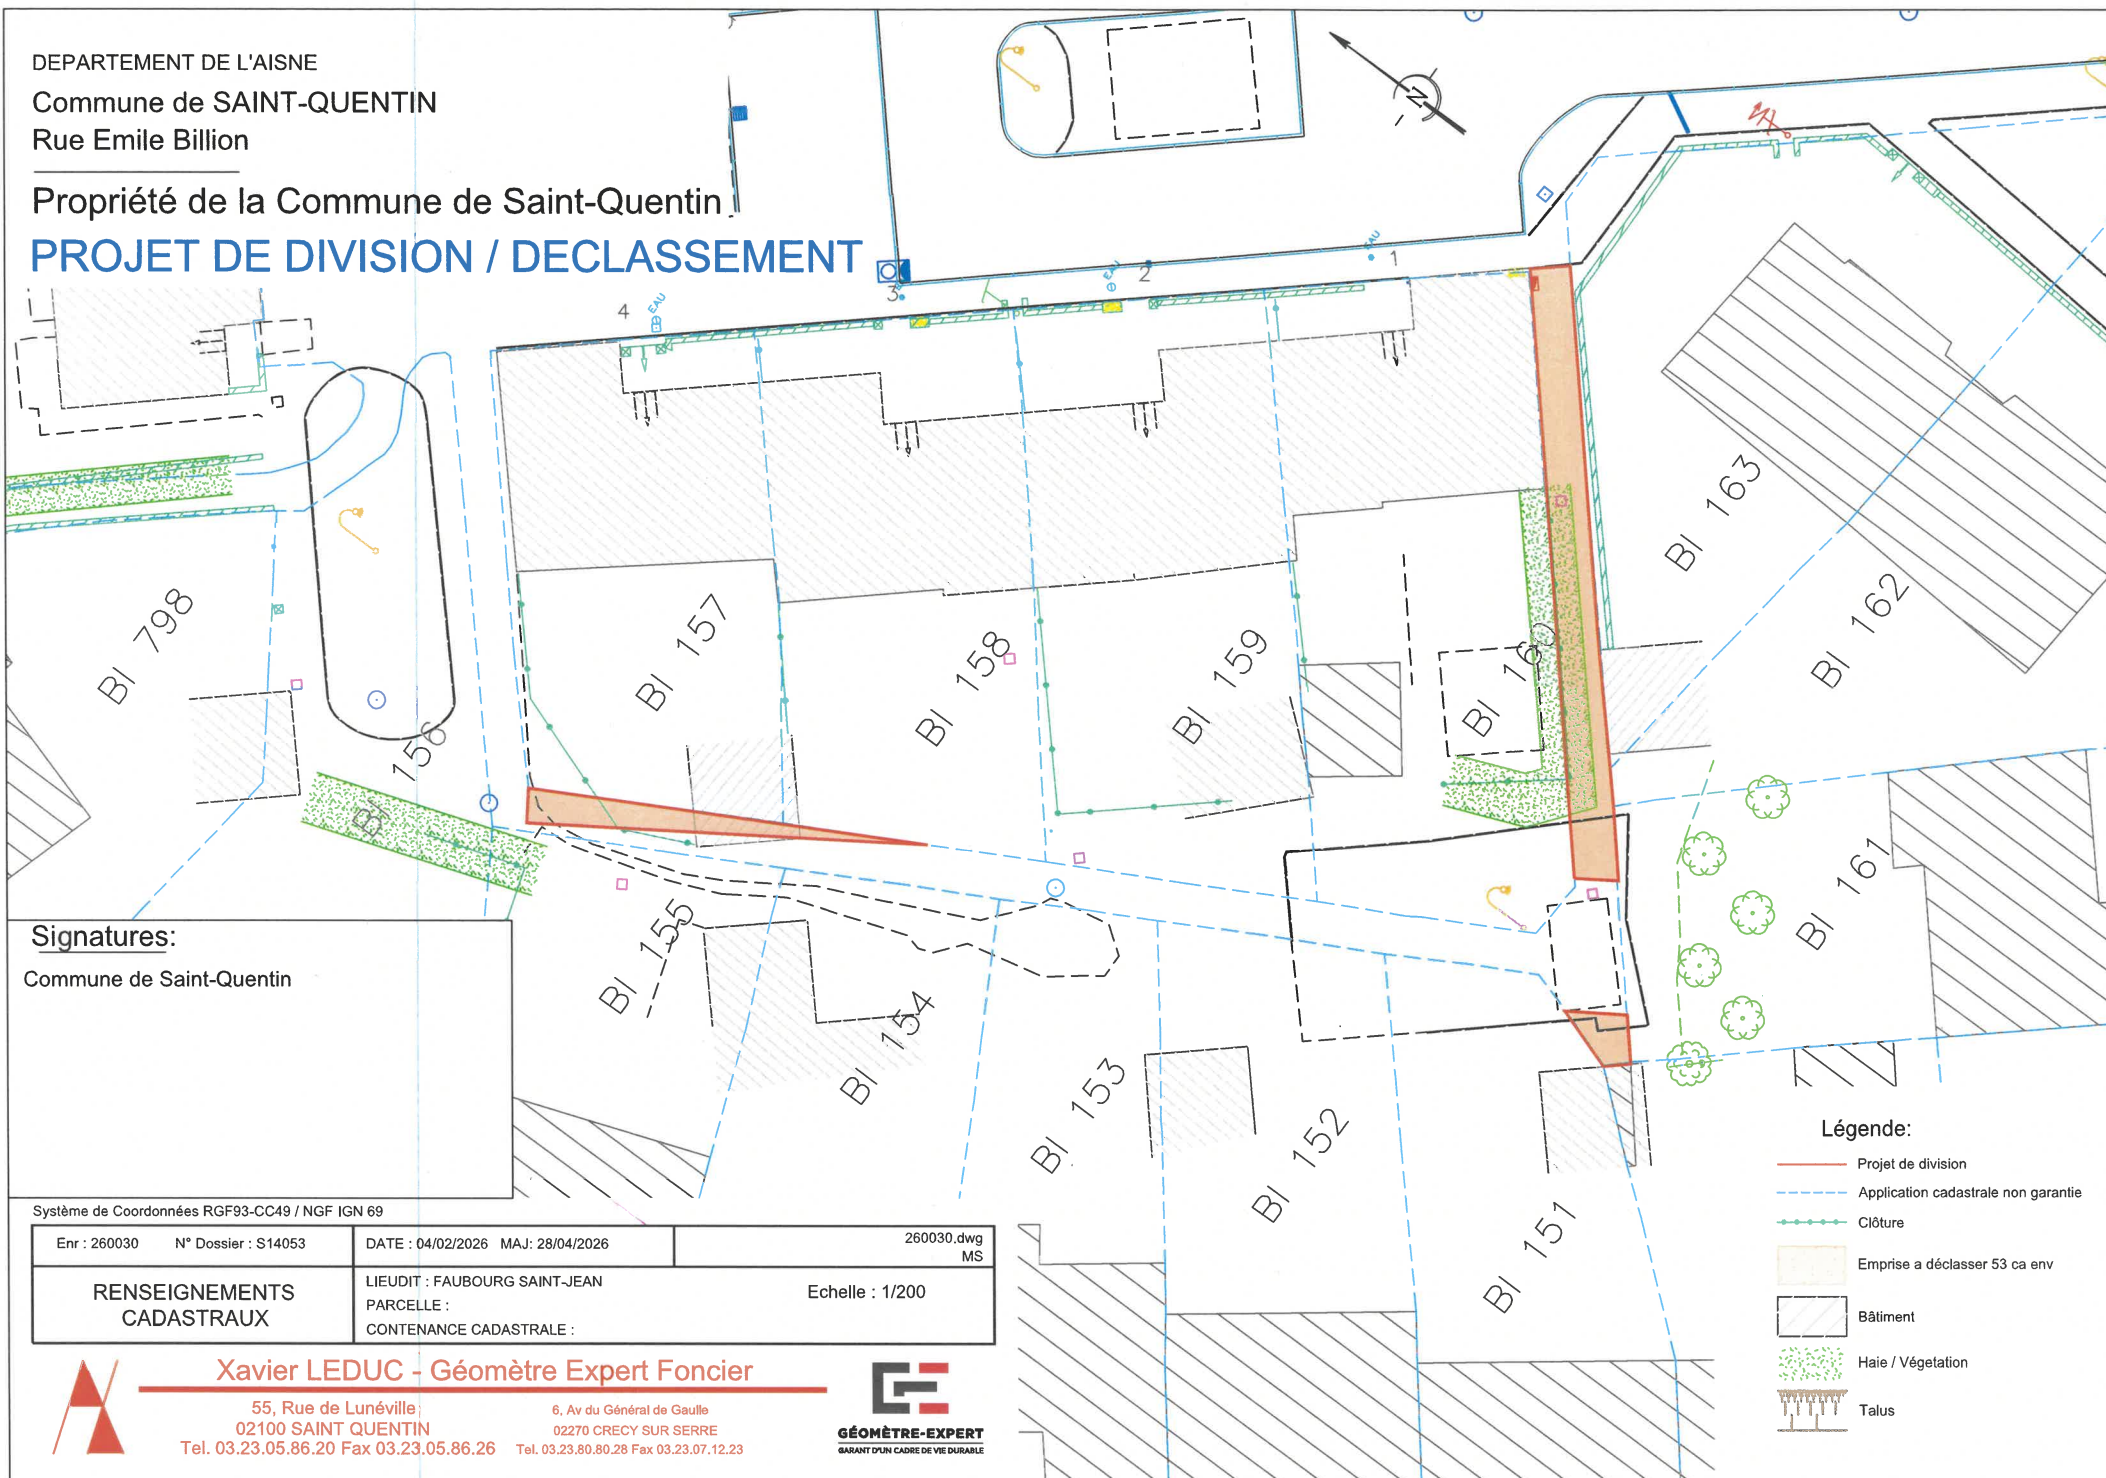 DEPARTEMENT DE L'AISNE
Commune de SAINT-QUENTIN
Rue Emile Billion
Propriété de la Commune de Saint-Quentin
PROJET DE DIVISION / DECLASSEMENT
N
EAU
1
EAU
2
3
EAU
4
BI 163
BI 162
BI 161
BI 160
BI 159
BI 158
BI 157
BI 156
BI 798
BI 155
BI 154
BI 153
BI 152
BI 151
Signatures:
Commune de Saint-Quentin
Système de Coordonnées RGF93-CC49 / NGF IGN 69
Enr : 260030 N° Dossier : S14053
DATE : 04/02/2026 MAJ: 28/04/2026
260030.dwg
MS
RENSEIGNEMENTS
CADASTRAUX
LIEUDIT : FAUBOURG SAINT-JEAN
PARCELLE :
CONTENANCE CADASTRALE :
Echelle : 1/200
Xavier LEDUC - Géomètre Expert Foncier
55, Rue de Lunéville
02100 SAINT QUENTIN
Tel. 03.23.05.86.20 Fax 03.23.05.86.26
6, Av du Général de Gaulle
02270 CRECY SUR SERRE
Tel. 03.23.80.80.28 Fax 03.23.07.12.23
GÉOMÈTRE-EXPERT
GARANT D'UN CADRE DE VIE DURABLE
Légende:
Projet de division
Application cadastrale non garantie
Clôture
Emprise a déclasser 53 ca env
Bâtiment
Haie / Végetation
Talus